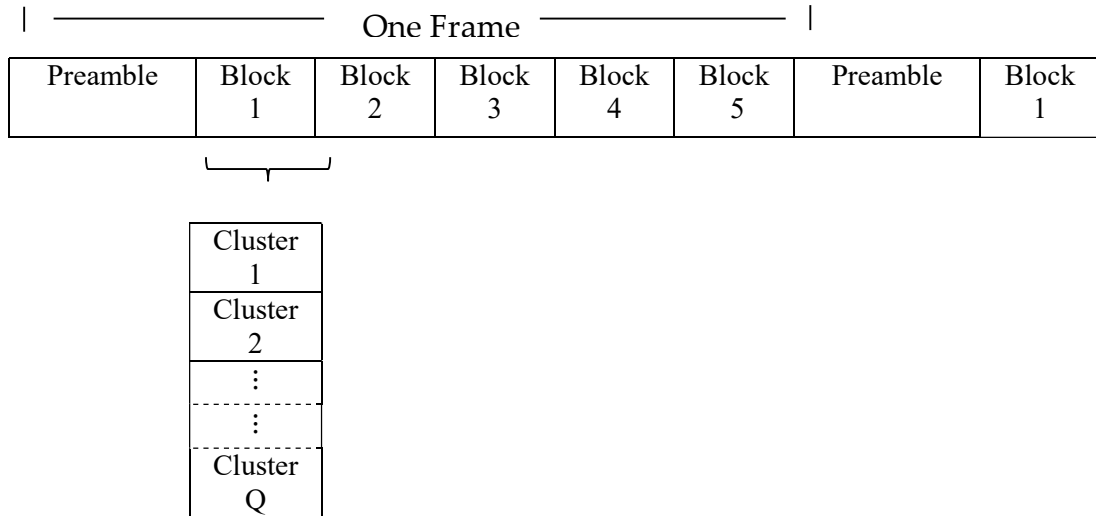 One Frame
Preamble Block Block Block Block Block Preamble Block
1 2 3 4 5 1
Cluster
1
Cluster
2
⋮
⋮
Cluster
Q